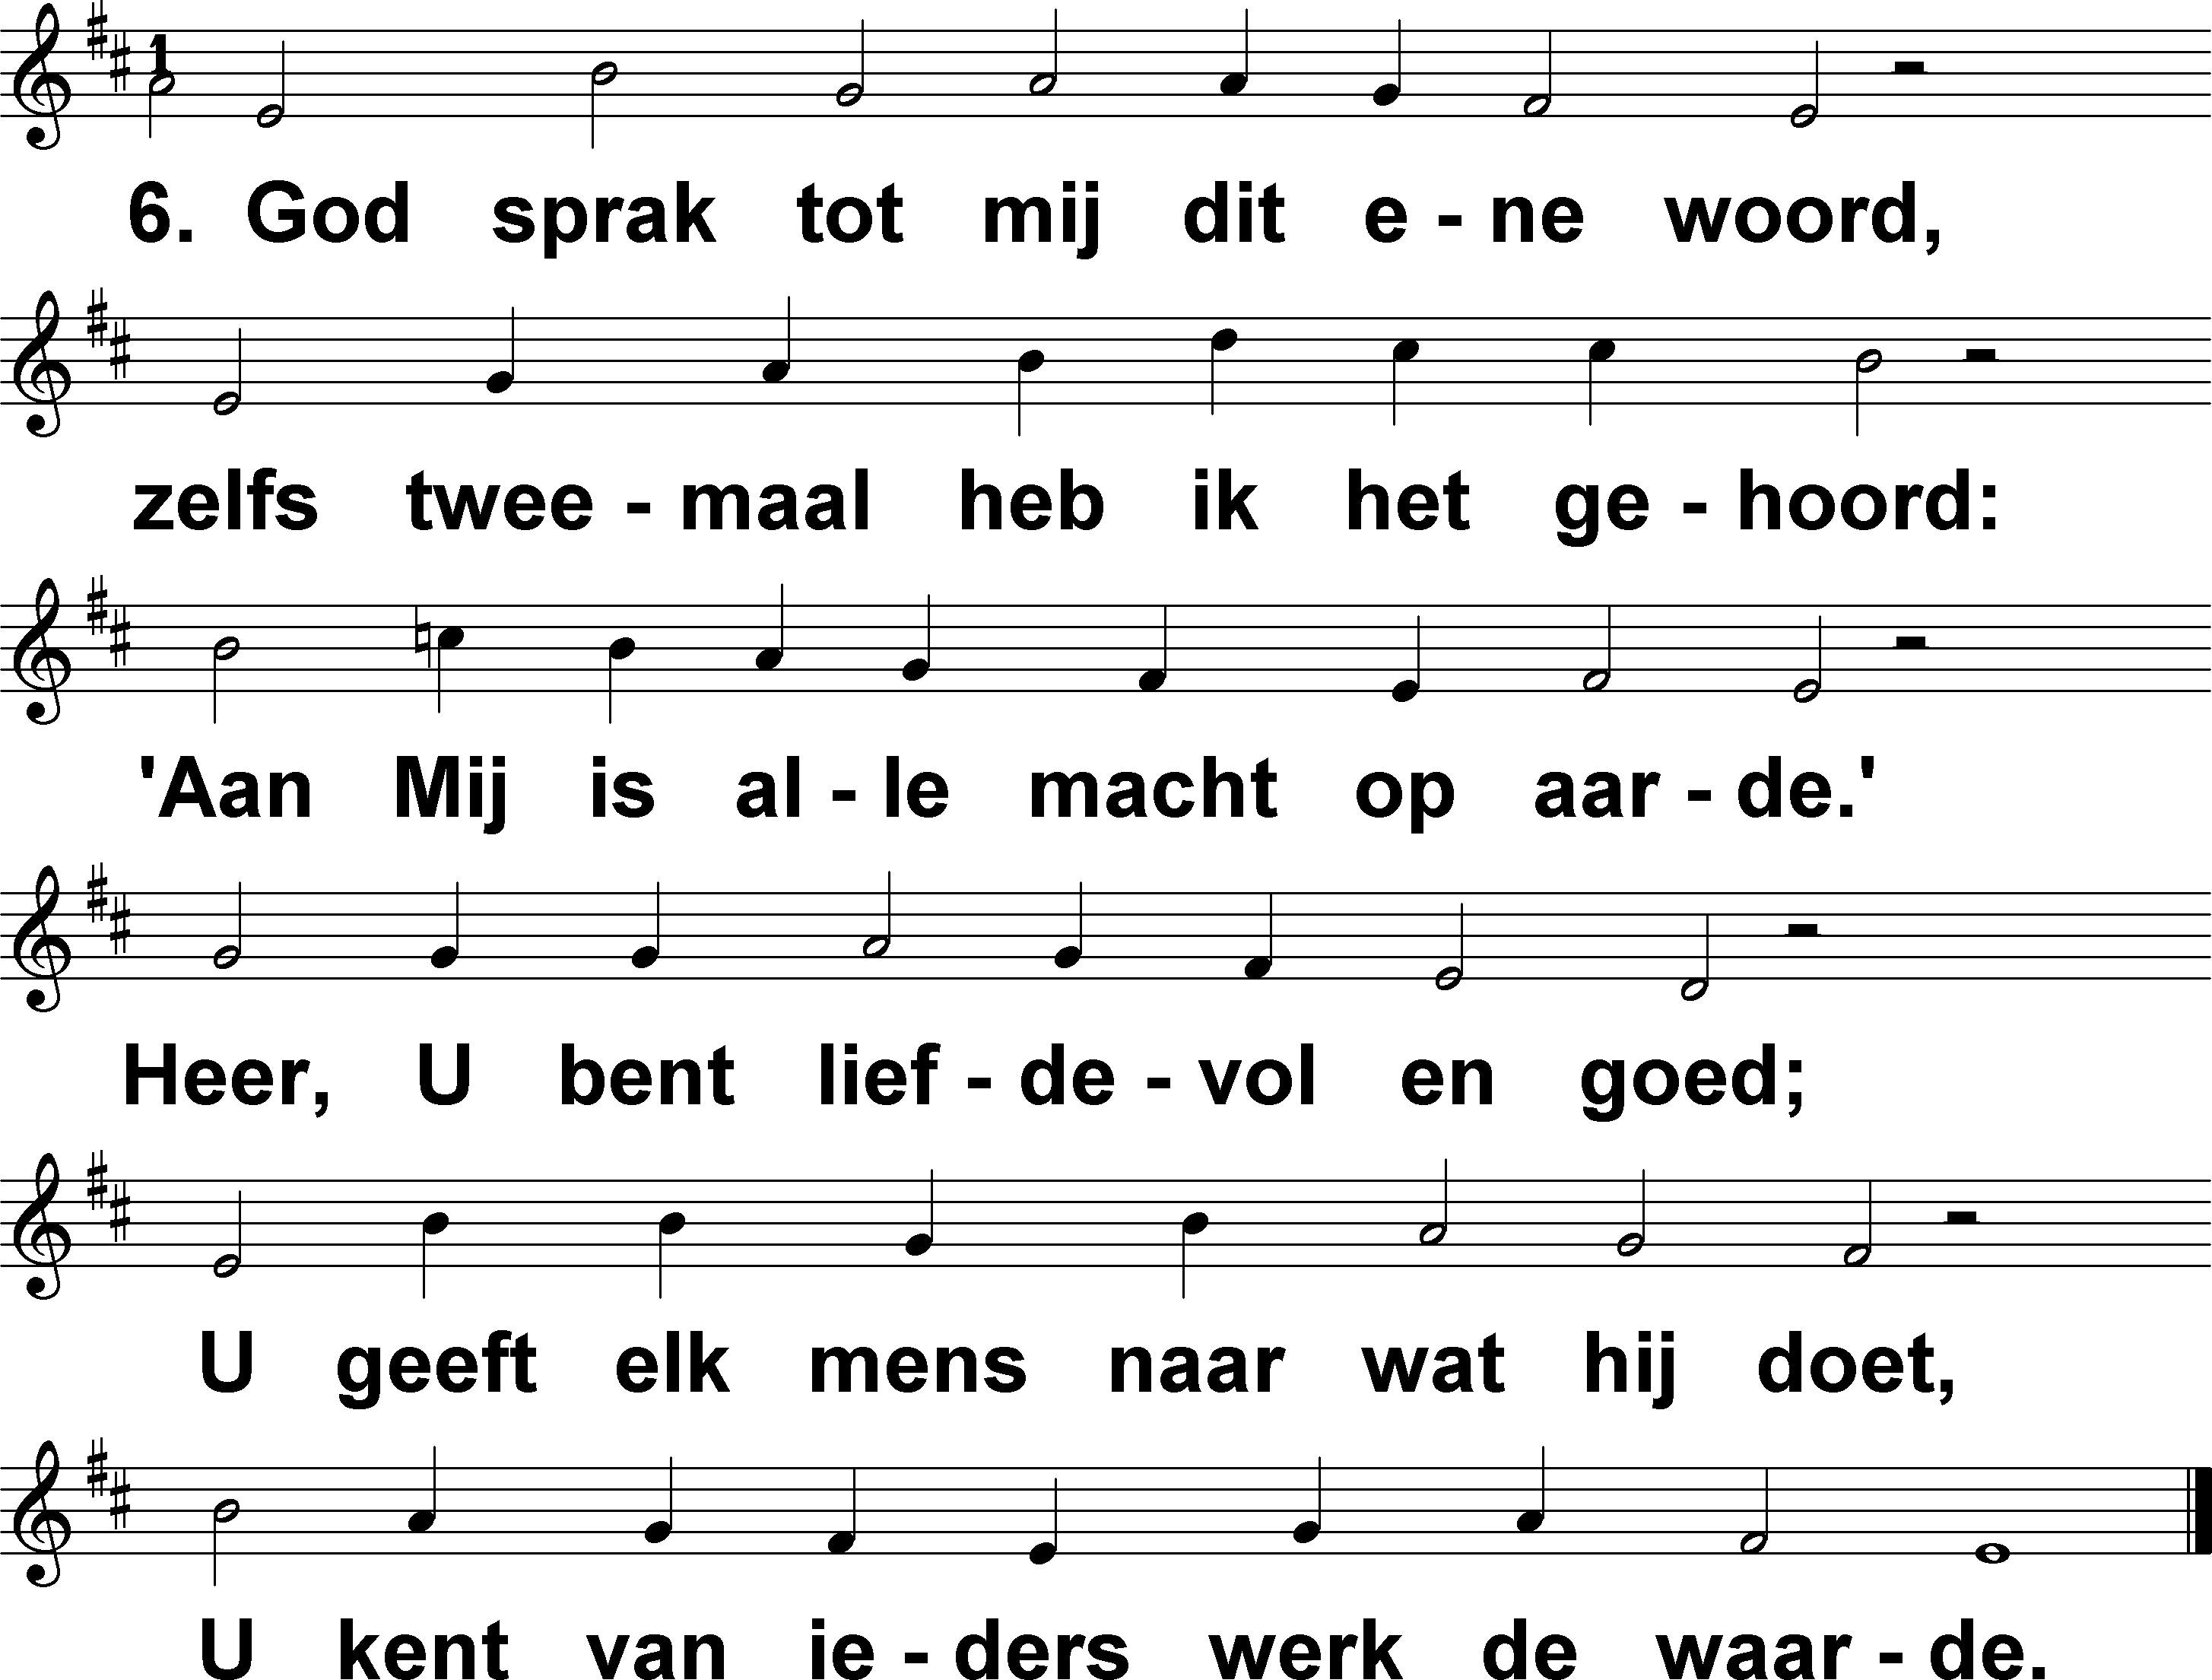 1
6. God sprak tot mij dit e - ne woord,
zelfs twee - maal heb ik het ge - hoord:
'Aan Mij is al - le macht op aar - de.'
Heer, U bent lief - de - vol en goed;
U geeft elk mens naar wat hij doet,
U kent van ie - ders werk de waar - de.